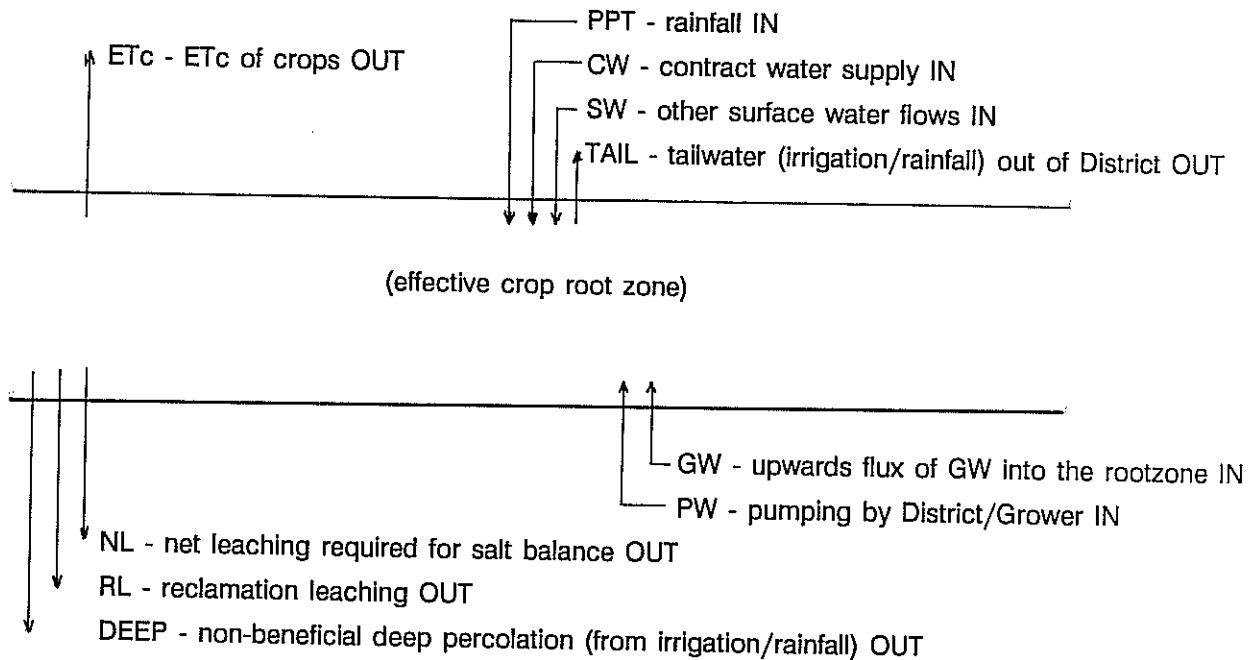 PPT - rainfall IN
ETc - ETc of crops OUT
CW - contract water supply IN
SW - other surface water flows IN
TAIL - tailwater (irrigation/rainfall) out of District OUT
(effective crop root zone)
GW - upwards flux of GW into the rootzone IN
PW - pumping by District/Grower IN
NL - net leaching required for salt balance OUT
RL - reclamation leaching OUT
DEEP - non-beneficial deep percolation (from irrigation/rainfall) OUT